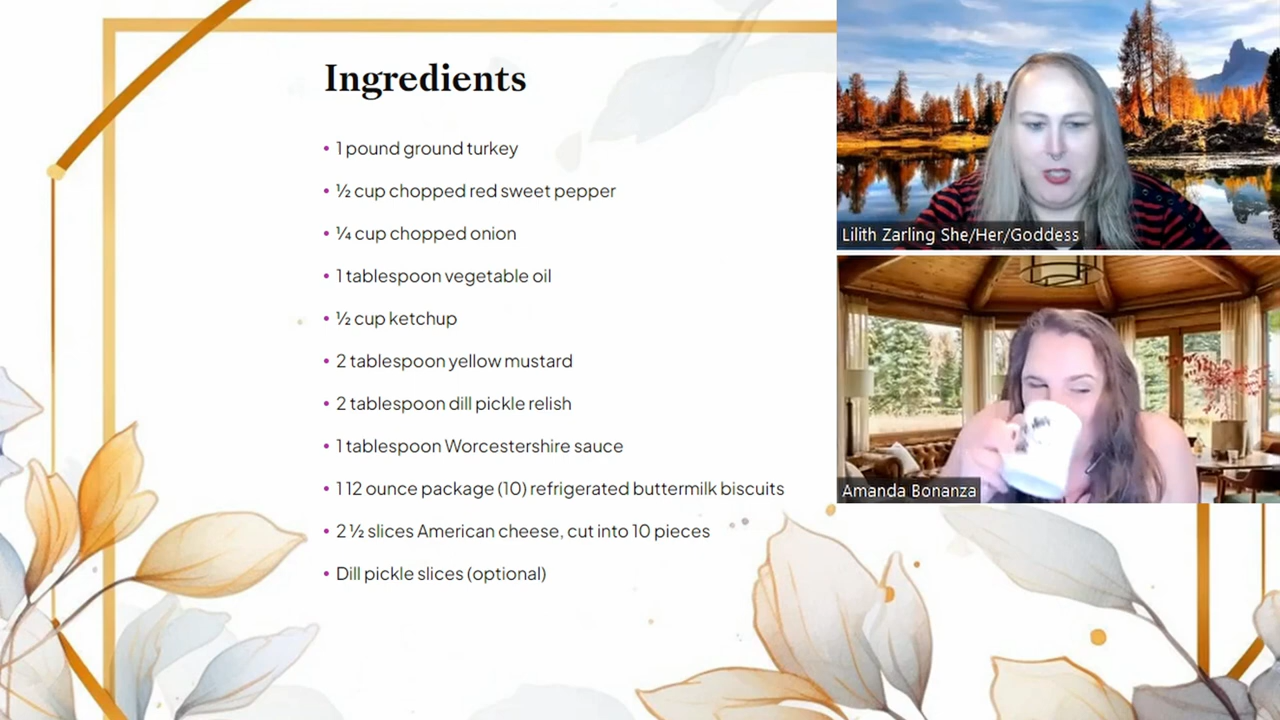 Ingredients
• 1 pound ground turkey
• ½ cup chopped red sweet pepper
• ¼ cup chopped onion
• 1 tablespoon vegetable oil
• ½ cup ketchup
• 2 tablespoon yellow mustard
• 2 tablespoon dill pickle relish
• 1 tablespoon Worcestershire sauce
• 1 12 ounce package (10) refrigerated buttermilk biscuits
• 2 ½ slices American cheese, cut into 10 pieces
• Dill pickle slices (optional)
Lilith Zarling She/Her/Goddess
Amanda Bonanza